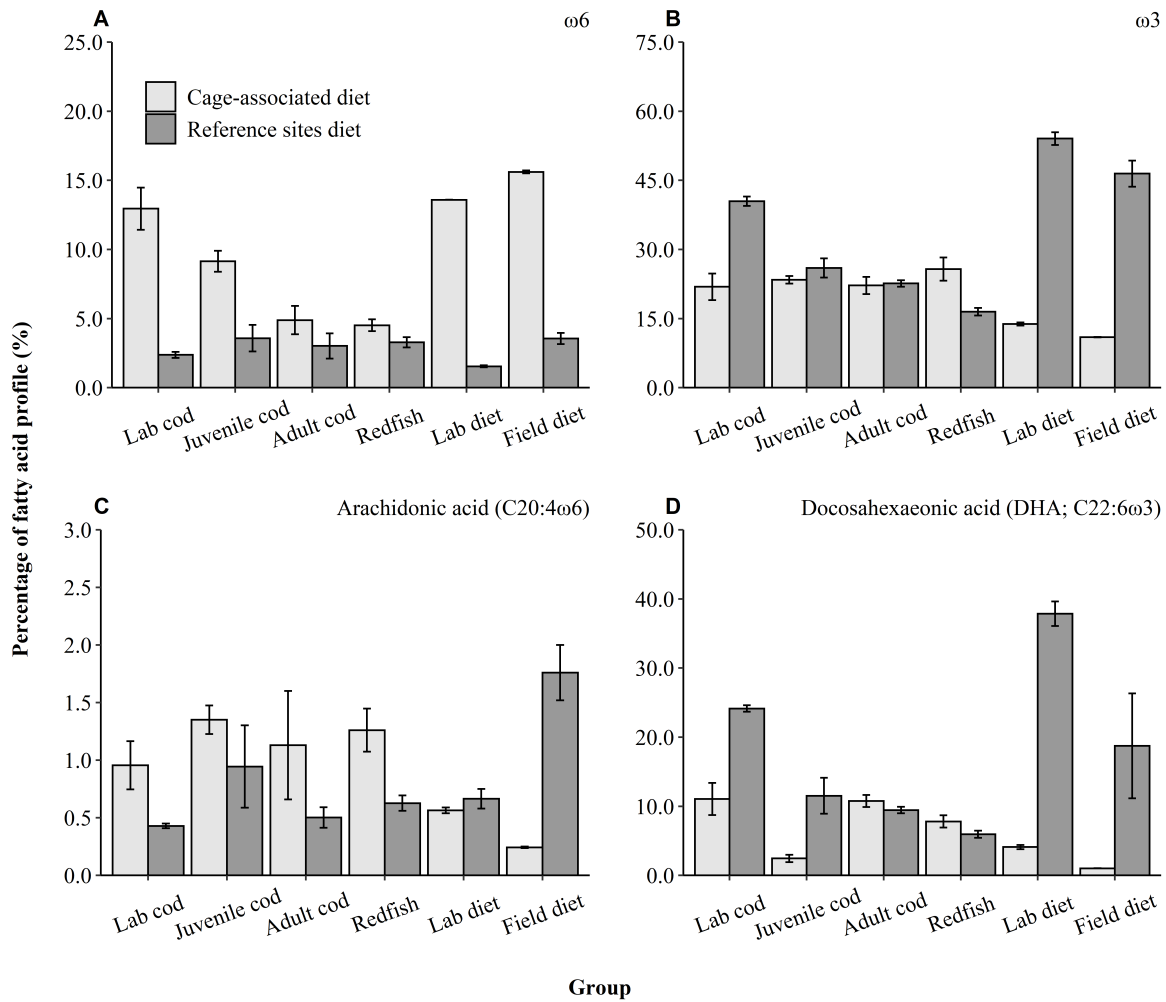 A
ω6
25.0
20.0
15.0
10.0
5.0
0.0
Cage-associated diet
Reference sites diet
Lab cod
Juvenile cod
Adult cod
Redfish
Lab diet
Field diet
B
ω3
75.0
60.0
45.0
30.0
15.0
0.0
Lab cod
Juvenile cod
Adult cod
Redfish
Lab diet
Field diet
Percentage of fatty acid profile (%)
C
Arachidonic acid (C20:4ω6)
3.0
2.5
2.0
1.5
1.0
0.5
0.0
Lab cod
Juvenile cod
Adult cod
Redfish
Lab diet
Field diet
D
Docosahexaeonic acid (DHA; C22:6ω3)
50.0
40.0
30.0
20.0
10.0
0.0
Lab cod
Juvenile cod
Adult cod
Redfish
Lab diet
Field diet
Group